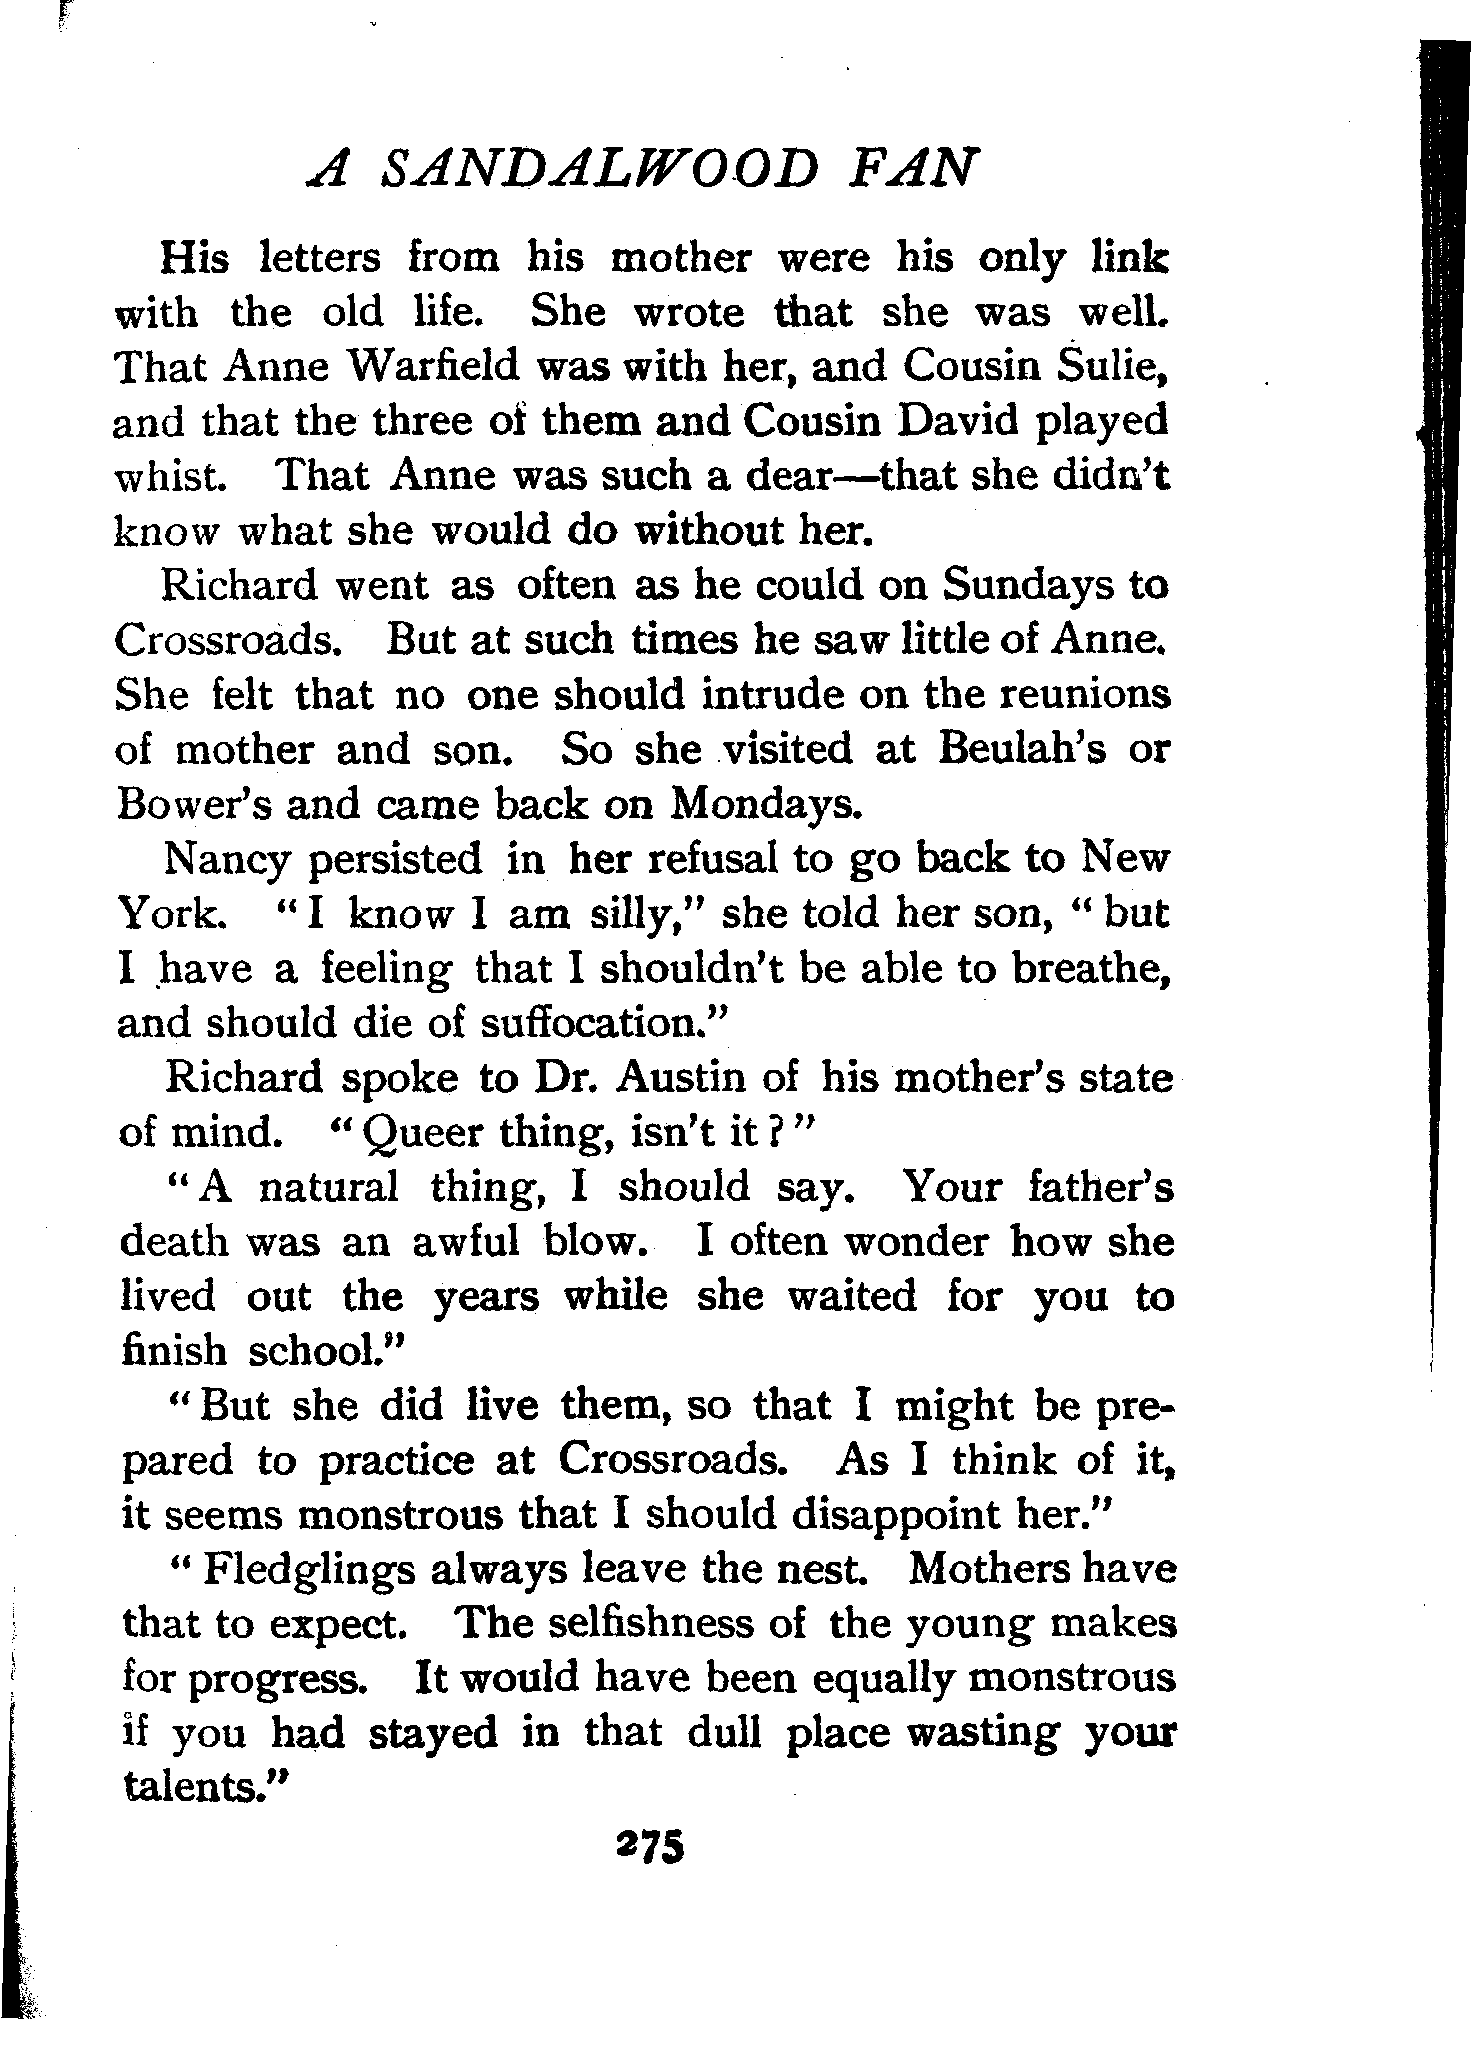 A SANDALWOOD FAN
His letters from his mother were his only link
with the old life. She wrote that she was well.
That Anne Warfield was with her, and Cousin Sulie,
and that the three of them and Cousin David played
whist. That Anne was such a dear—that she didn't
know what she would do without her.
Richard went as often as he could on Sundays to
Crossroads. But at such times he saw little of Anne.
She felt that no one should intrude on the reunions
of mother and son. So she visited at Beulah's or
Bower's and came back on Mondays.
Nancy persisted in her refusal to go back to New
York. "I know I am silly," she told her son, "but
I have a feeling that I shouldn't be able to breathe,
and should die of suffocation."
Richard spoke to Dr. Austin of his mother's state
of mind. "Queer thing, isn't it?"
"A natural thing, I should say. Your father's
death was an awful blow. I often wonder how she
lived out the years while she waited for you to
finish school."
"But she did live them, so that I might be pre-
pared to practice at Crossroads. As I think of it,
it seems monstrous that I should disappoint her."
"Fledglings always leave the nest. Mothers have
that to expect. The selfishness of the young makes
for progress. It would have been equally monstrous
if you had stayed in that dull place wasting your
talents."
275